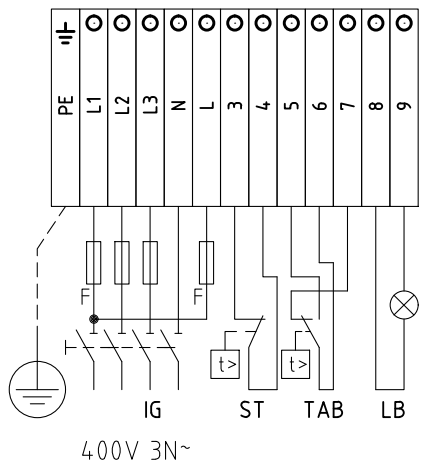 PE L1 L2 L3 N L 3 4 5 6 7 8 9
F F
t> t>
IG ST TAB LB
400V 3N~